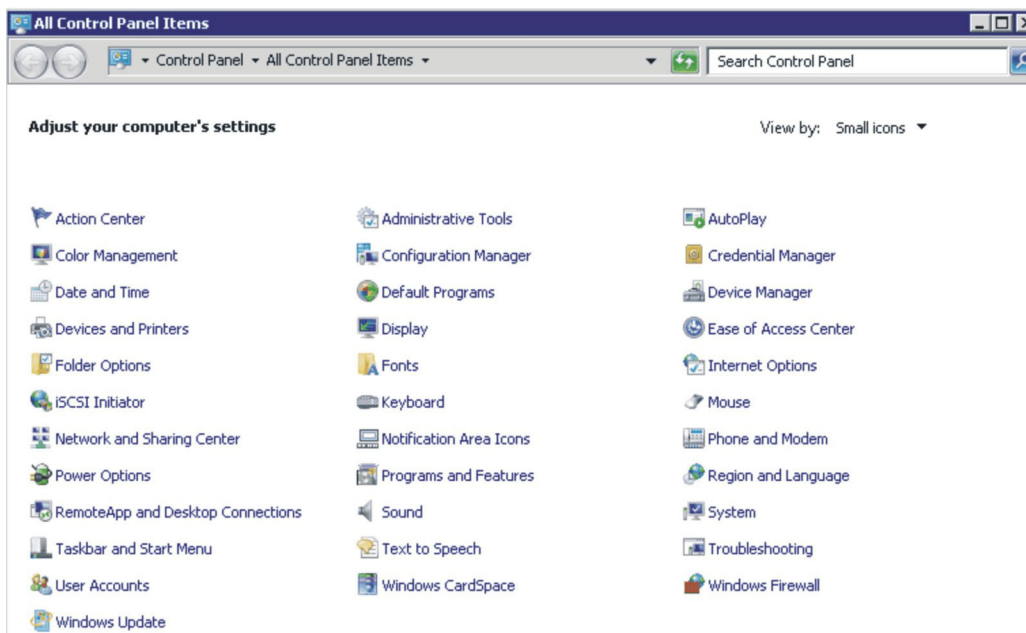 All Control Panel Items
Control Panel All Control Panel Items Search Control Panel
Adjust your computer's settings View by: Small icons
Action Center Administrative Tools AutoPlay
Color Management Configuration Manager Credential Manager
Date and Time Default Programs Device Manager
Devices and Printers Display Ease of Access Center
Folder Options Fonts Internet Options
iSCSI Initiator Keyboard Mouse
Network and Sharing Center Notification Area Icons Phone and Modem
Power Options Programs and Features Region and Language
RemoteApp and Desktop Connections Sound System
Taskbar and Start Menu Text to Speech Troubleshooting
User Accounts Windows CardSpace Windows Firewall
Windows Update